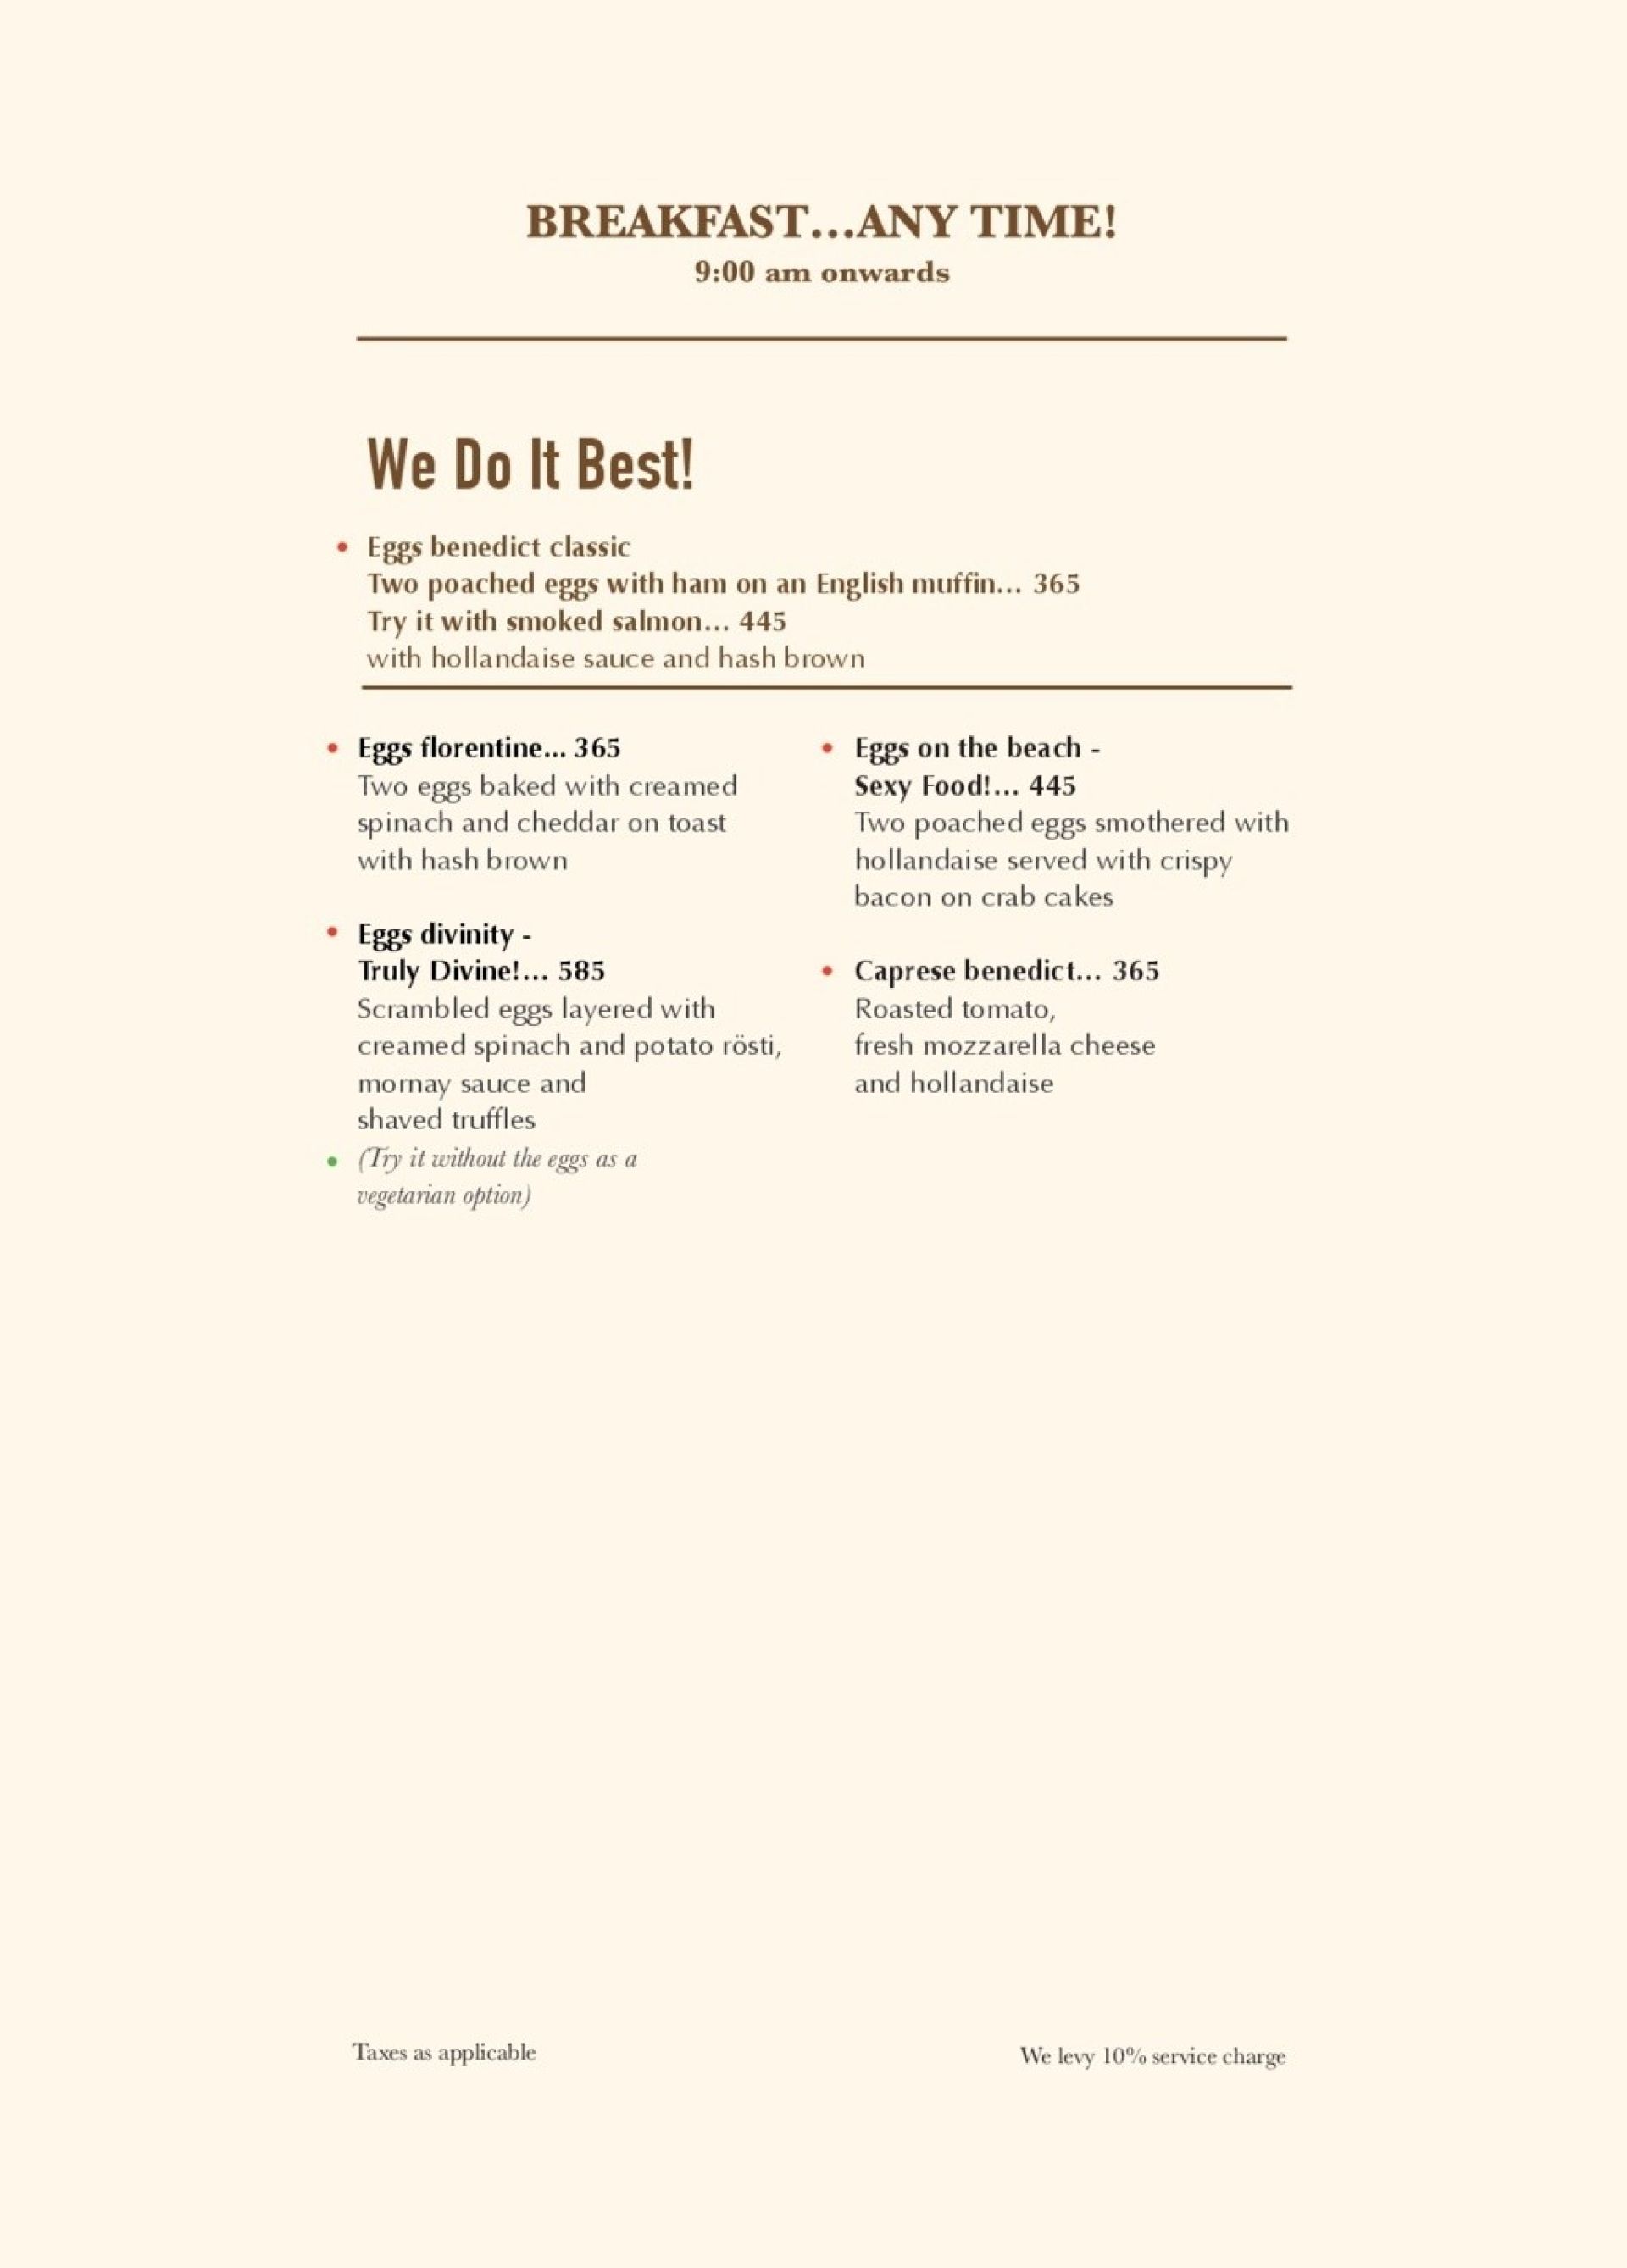 BREAKFAST...ANY TIME!
9:00 am onwards
We Do It Best!
Eggs benedict classic
Two poached eggs with ham on an English muffin... 365
Try it with smoked salmon... 445
with hollandaise sauce and hash brown
Eggs florentine... 365
Two eggs baked with creamed
spinach and cheddar on toast
with hash brown
Eggs divinity -
Truly Divine!... 585
Scrambled eggs layered with
creamed spinach and potato rösti,
mornay sauce and
shaved truffles
(Try it without the eggs as a
vegetarian option)
Eggs on the beach -
Sexy Food!... 445
Two poached eggs smothered with
hollandaise served with crispy
bacon on crab cakes
Caprese benedict... 365
Roasted tomato,
fresh mozzarella cheese
and hollandaise
Taxes as applicable
We levy 10% service charge